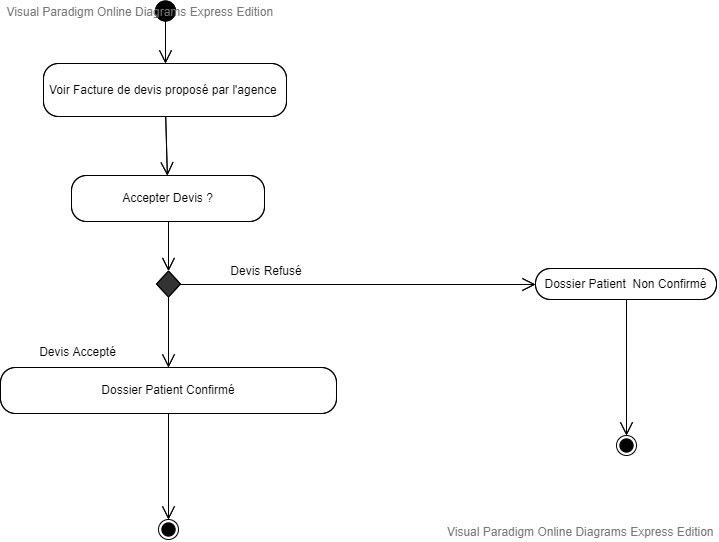 Visual Paradigm Online Diagrams Express Edition
Voir Facture de devis proposé par l'agence
Accepter Devis ?
Devis Refusé
Dossier Patient  Non Confirmé
Devis Accepté
Dossier Patient Confirmé
Visual Paradigm Online Diagrams Express Edition